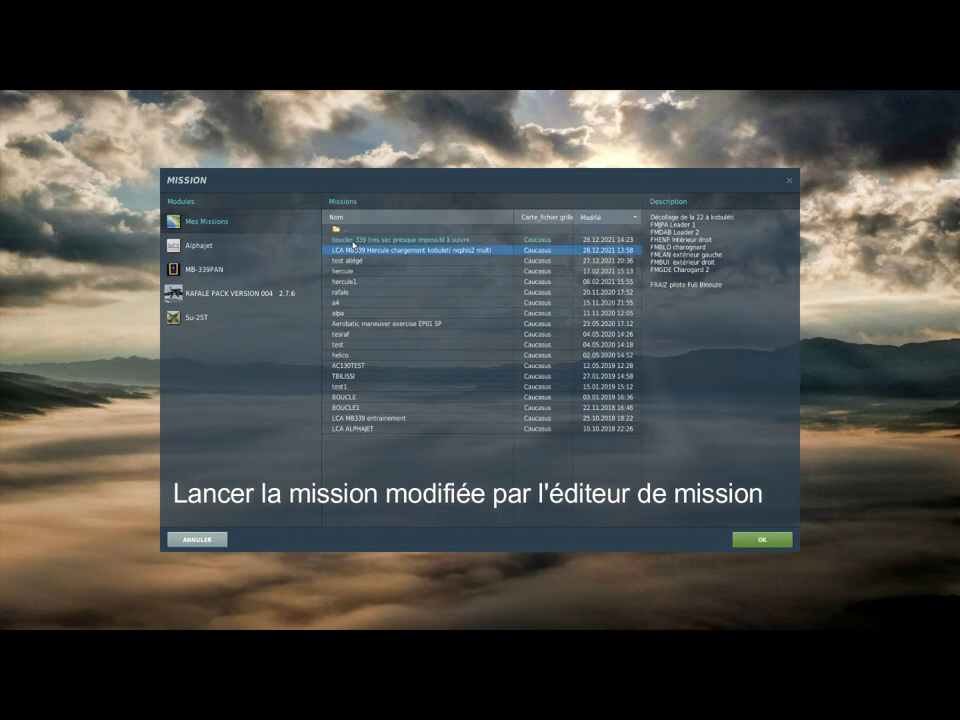 MISSION
×
Modules
Mes Missions
Alphajet
MB-339PAN
RAFALE PACK VERSION 004 2.7.6
Su-25T
Missions
Nom Carte_fichier grille Modifié
..
boucler 339 tres sec presque impossibl à suivre Caucasus 28.12.2021 14:23
LCA MB339 Hercule chargement kobuleti nephis2 multi Caucasus 28.12.2021 13:58
test allégé Caucasus 27.12.2021 20:36
hercule Caucasus 17.02.2021 15:13
hercule1 Caucasus 08.02.2021 15:55
rafale Caucasus 20.11.2020 17:52
a4 Caucasus 15.11.2020 21:55
alpa Caucasus 11.11.2020 12:05
Aerobatic maneuver exercise EP01 SP Caucasus 23.05.2020 17:12
tesraf Caucasus 04.05.2020 14:26
test Caucasus 04.05.2020 14:18
helico Caucasus 02.05.2020 14:52
AC130TEST Caucasus 12.05.2019 12:28
TBILISSI Caucasus 27.01.2019 14:58
test1 Caucasus 15.01.2019 15:12
BOUCLE Caucasus 03.01.2019 16:36
BOUCLE1 Caucasus 22.11.2018 16:46
LCA MB339 entrainement Caucasus 25.10.2018 18:22
LCA ALPHAJET Caucasus 10.10.2018 22:26
Description
Décollage de la 22 à kobuléti
FMJPA Leader 1
FMDAB Leader 2
FHENF Intérieur droit
FMBLO charognard
FMLAN extérieur gauche
FMBUI extérieur droit
FMGDE Charogard 2
FRAIZ pilote Full Binouze
Lancer la mission modifiée par l'éditeur de mission
ANNULER
OK